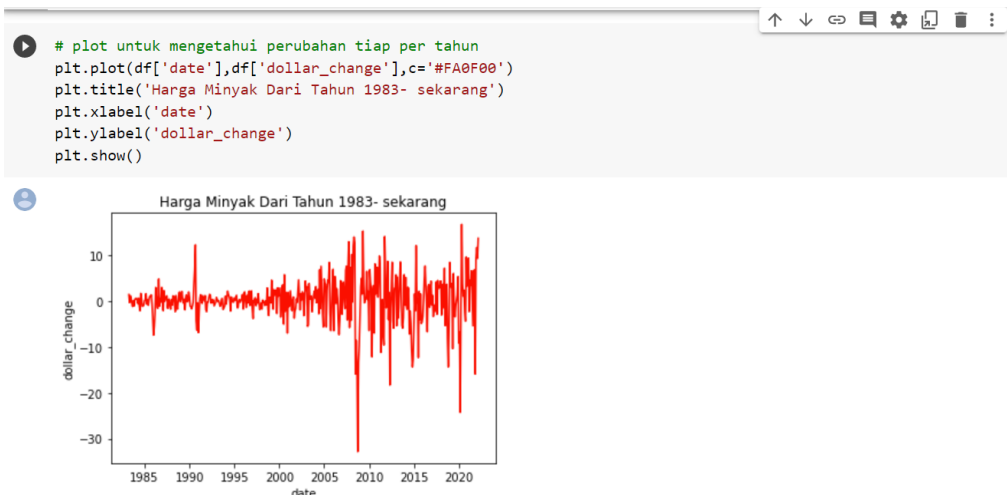 # plot untuk mengetahui perubahan tiap per tahun
plt.plot(df['date'],df['dollar_change'],c='#FA0F00')
plt.title('Harga Minyak Dari Tahun 1983- sekarang')
plt.xlabel('date')
plt.ylabel('dollar_change')
plt.show()
Harga Minyak Dari Tahun 1983- sekarang
10
0
−10
−20
−30
dollar_change
1985 1990 1995 2000 2005 2010 2015 2020
date